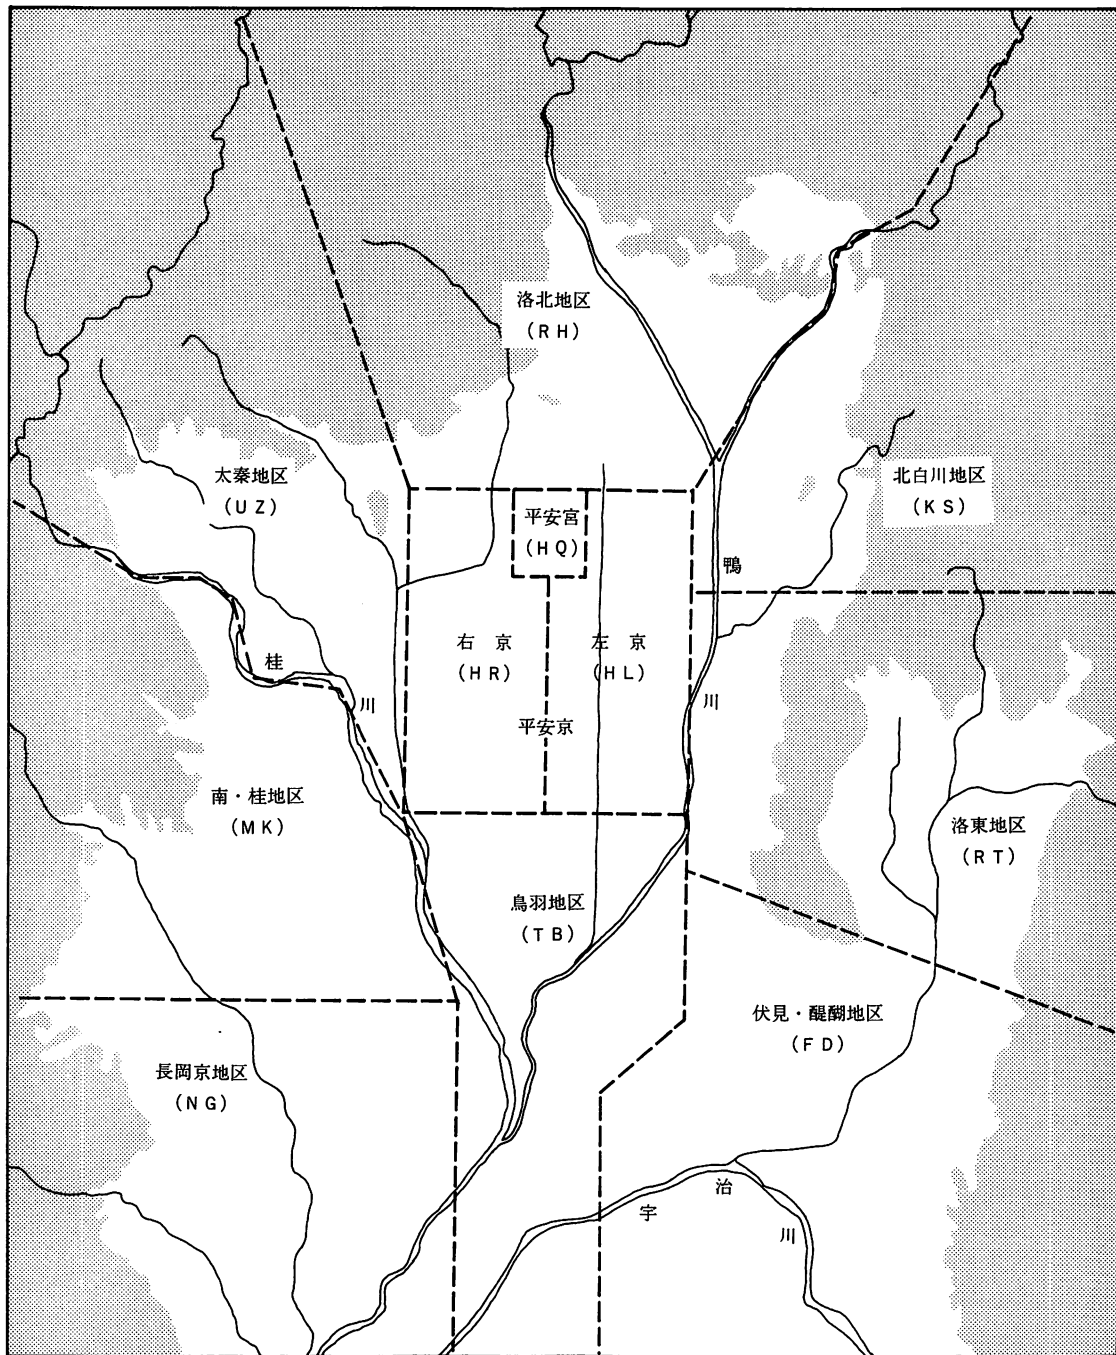 洛北地区
(RH)
太秦地区
(UZ)
北白川地区
(KS)
平安宮
(HQ)
鴨
川
右 京
(HR)
左 京
(HL)
平安京
桂
川
南・桂地区
(MK)
洛東地区
(RT)
鳥羽地区
(TB)
伏見・醍醐地区
(FD)
長岡京地区
(NG)
宇
治
川